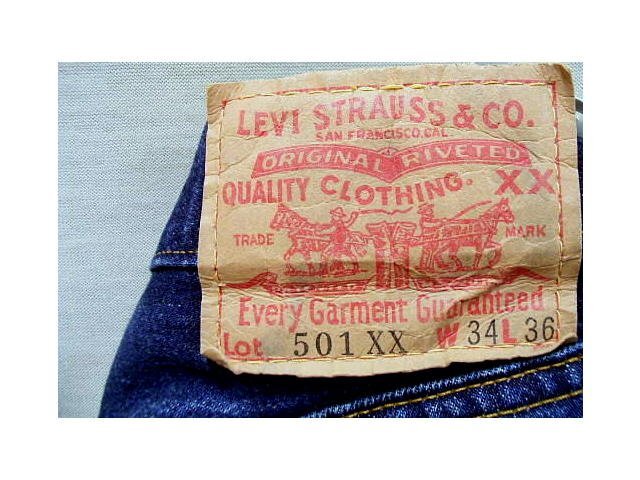 LEVI STRAUSS & CO.
SAN FRANCISCO, CAL.
ORIGINAL RIVETED
QUALITY CLOTHING. XX
TRADE MARK
Every Garment Guaranteed
Lot 501 XX W 34 L 36